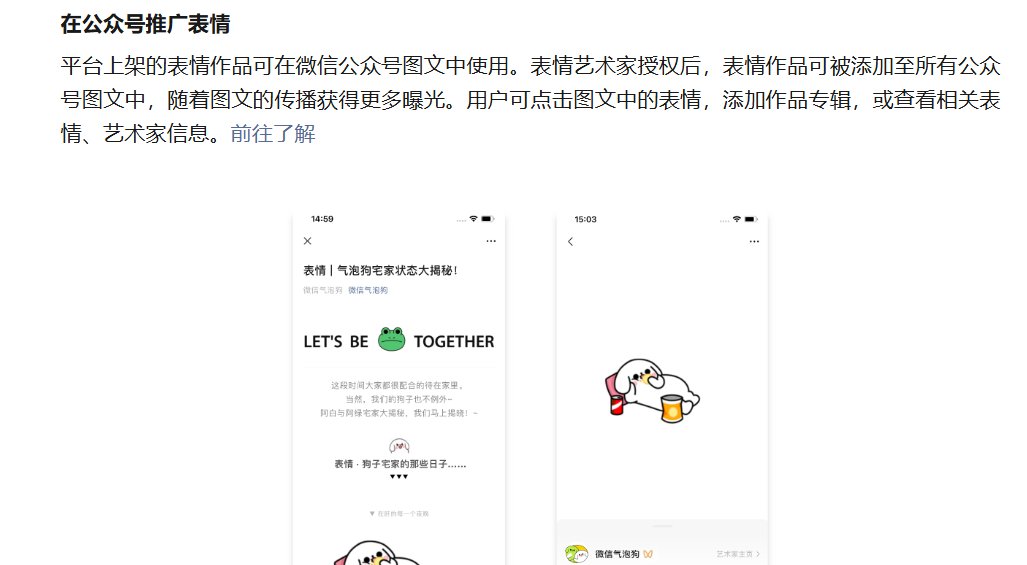 在公众号推广表情
平台上架的表情作品可在微信公众号图文中使用。表情艺术家授权后，表情作品可被添加至所有公众
号图文中，随着图文的传播获得更多曝光。用户可点击图文中的表情，添加作品专辑，或查看相关表
情、艺术家信息。前往了解
14:59
表情 | 气泡狗宅家状态大揭秘！
微信气泡狗 微信气泡狗
LET'S BE TOGETHER
这段时间大家都很配合的待在家里，
当然，我们的狗子也不例外~
阿白与阿绿宅家大揭秘，我们马上揭晓！~
表情 · 狗子宅家的那些日子……
15:03
微信气泡狗
艺术家主页